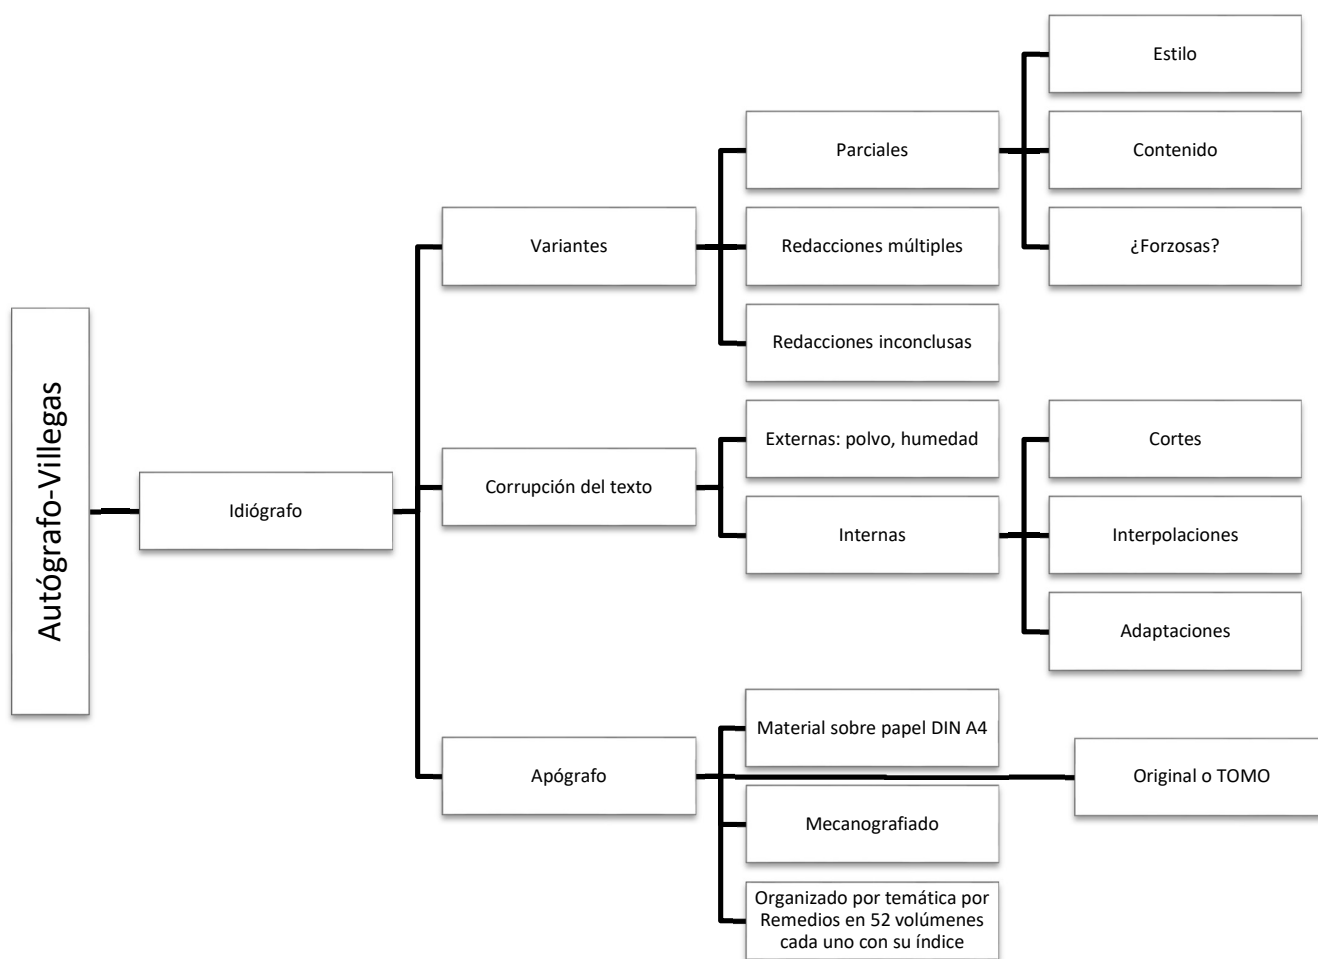 Autógrafo-Villegas
Idiógrafo
Variantes
Parciales
Estilo
Contenido
¿Forzosas?
Redacciones múltiples
Redacciones inconclusas
Corrupción del texto
Externas: polvo, humedad
Internas
Cortes
Interpolaciones
Adaptaciones
Apógrafo
Material sobre papel DIN A4
Original o TOMO
Mecanografiado
Organizado por temática por
Remedios en 52 volúmenes
cada uno con su índice